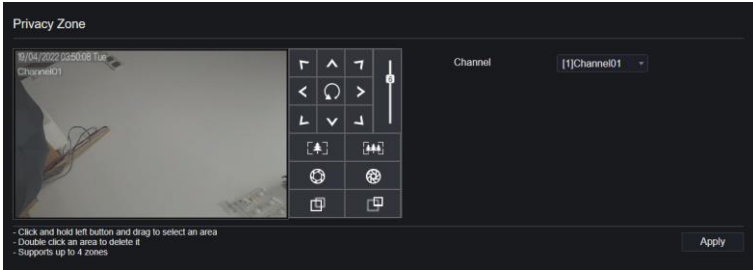 Privacy Zone
19/04/2022 03:50:08 Tue
Channel01
Channel
[1]Channel01
6
- Click and hold left button and drag to select an area
- Double click an area to delete it
- Supports up to 4 zones
Apply